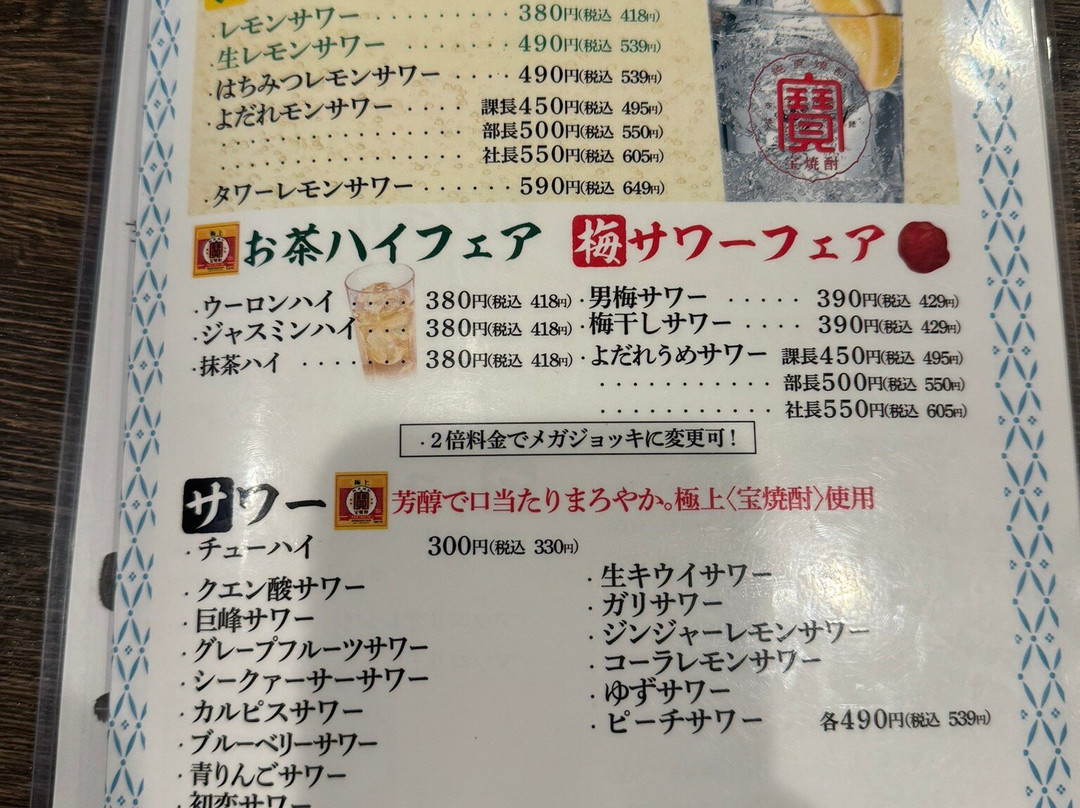 レモンサワー ‥‥‥‥ 380円(税込 418円)
・生レモンサワー ‥‥‥‥ 490円(税込 539円)
・はちみつレモンサワー ‥‥ 490円(税込 539円)
・よだれモンサワー ‥‥ 課長450円(税込 495円)
部長500円(税込 550円)
社長550円(税込 605円)
・タワーレモンサワー ‥‥‥ 590円(税込 649円)
寶
宝焼酎
お茶ハイフェア
・ウーロンハイ ‥‥ 380円(税込 418円)
・ジャスミンハイ ‥‥ 380円(税込 418円)
・抹茶ハイ ‥‥‥ 380円(税込 418円)
梅サワーフェア
・男梅サワー ‥‥‥ 390円(税込 429円)
・梅干しサワー ‥‥ 390円(税込 429円)
・よだれうめサワー 課長450円(税込 495円)
部長500円(税込 550円)
社長550円(税込 605円)
・2倍料金でメガジョッキに変更可!
サワー 極上 寶 芳醇で口当たりまろやか。極上〈宝焼酎〉使用
・チューハイ 300円(税込 330円)
・クエン酸サワー
・巨峰サワー
・グレープフルーツサワー
・シークァーサーサワー
・カルピスサワー
・ブルーベリーサワー
・青りんごサワー
・初恋サワー
・生キウイサワー
・ガリサワー
・ジンジャーレモンサワー
・コーラレモンサワー
・ゆずサワー
・ピーチサワー 各490円(税込 539円)